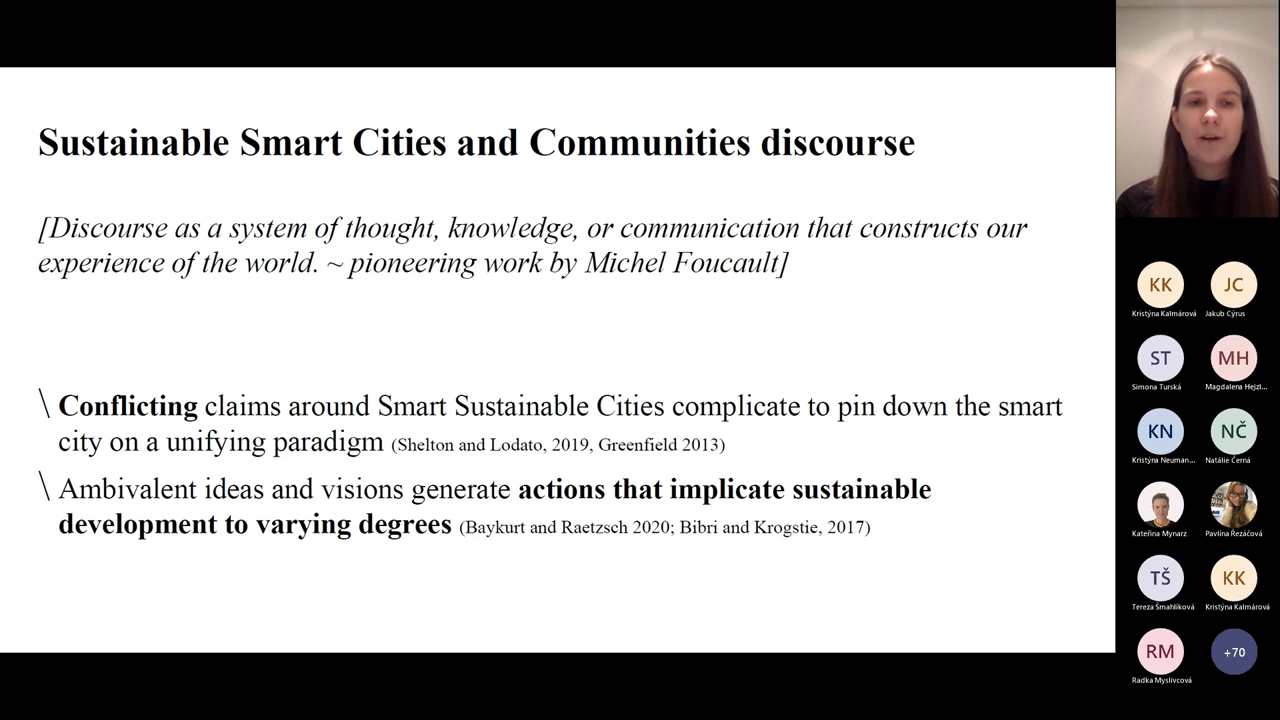 Sustainable Smart Cities and Communities discourse
[Discourse as a system of thought, knowledge, or communication that constructs our
experience of the world. ~ pioneering work by Michel Foucault]
\ Conflicting claims around Smart Sustainable Cities complicate to pin down the smart
city on a unifying paradigm (Shelton and Lodato, 2019, Greenfield 2013)
\ Ambivalent ideas and visions generate actions that implicate sustainable
development to varying degrees (Baykurt and Raetzsch 2020; Bibri and Krogstie, 2017)
KK
JC
Kristýna Kalmárová
Jakub Cýrus
ST
MH
Simona Turská
Magdalena Hejzl...
KN
NČ
Kristýna Neuman...
Natálie Černá
Kateřina Mynarz
Pavlína Řezáčová
TŠ
KK
Tereza Šmahlíková
Kristýna Kalmárová
RM
+70
Radka Myslivcová